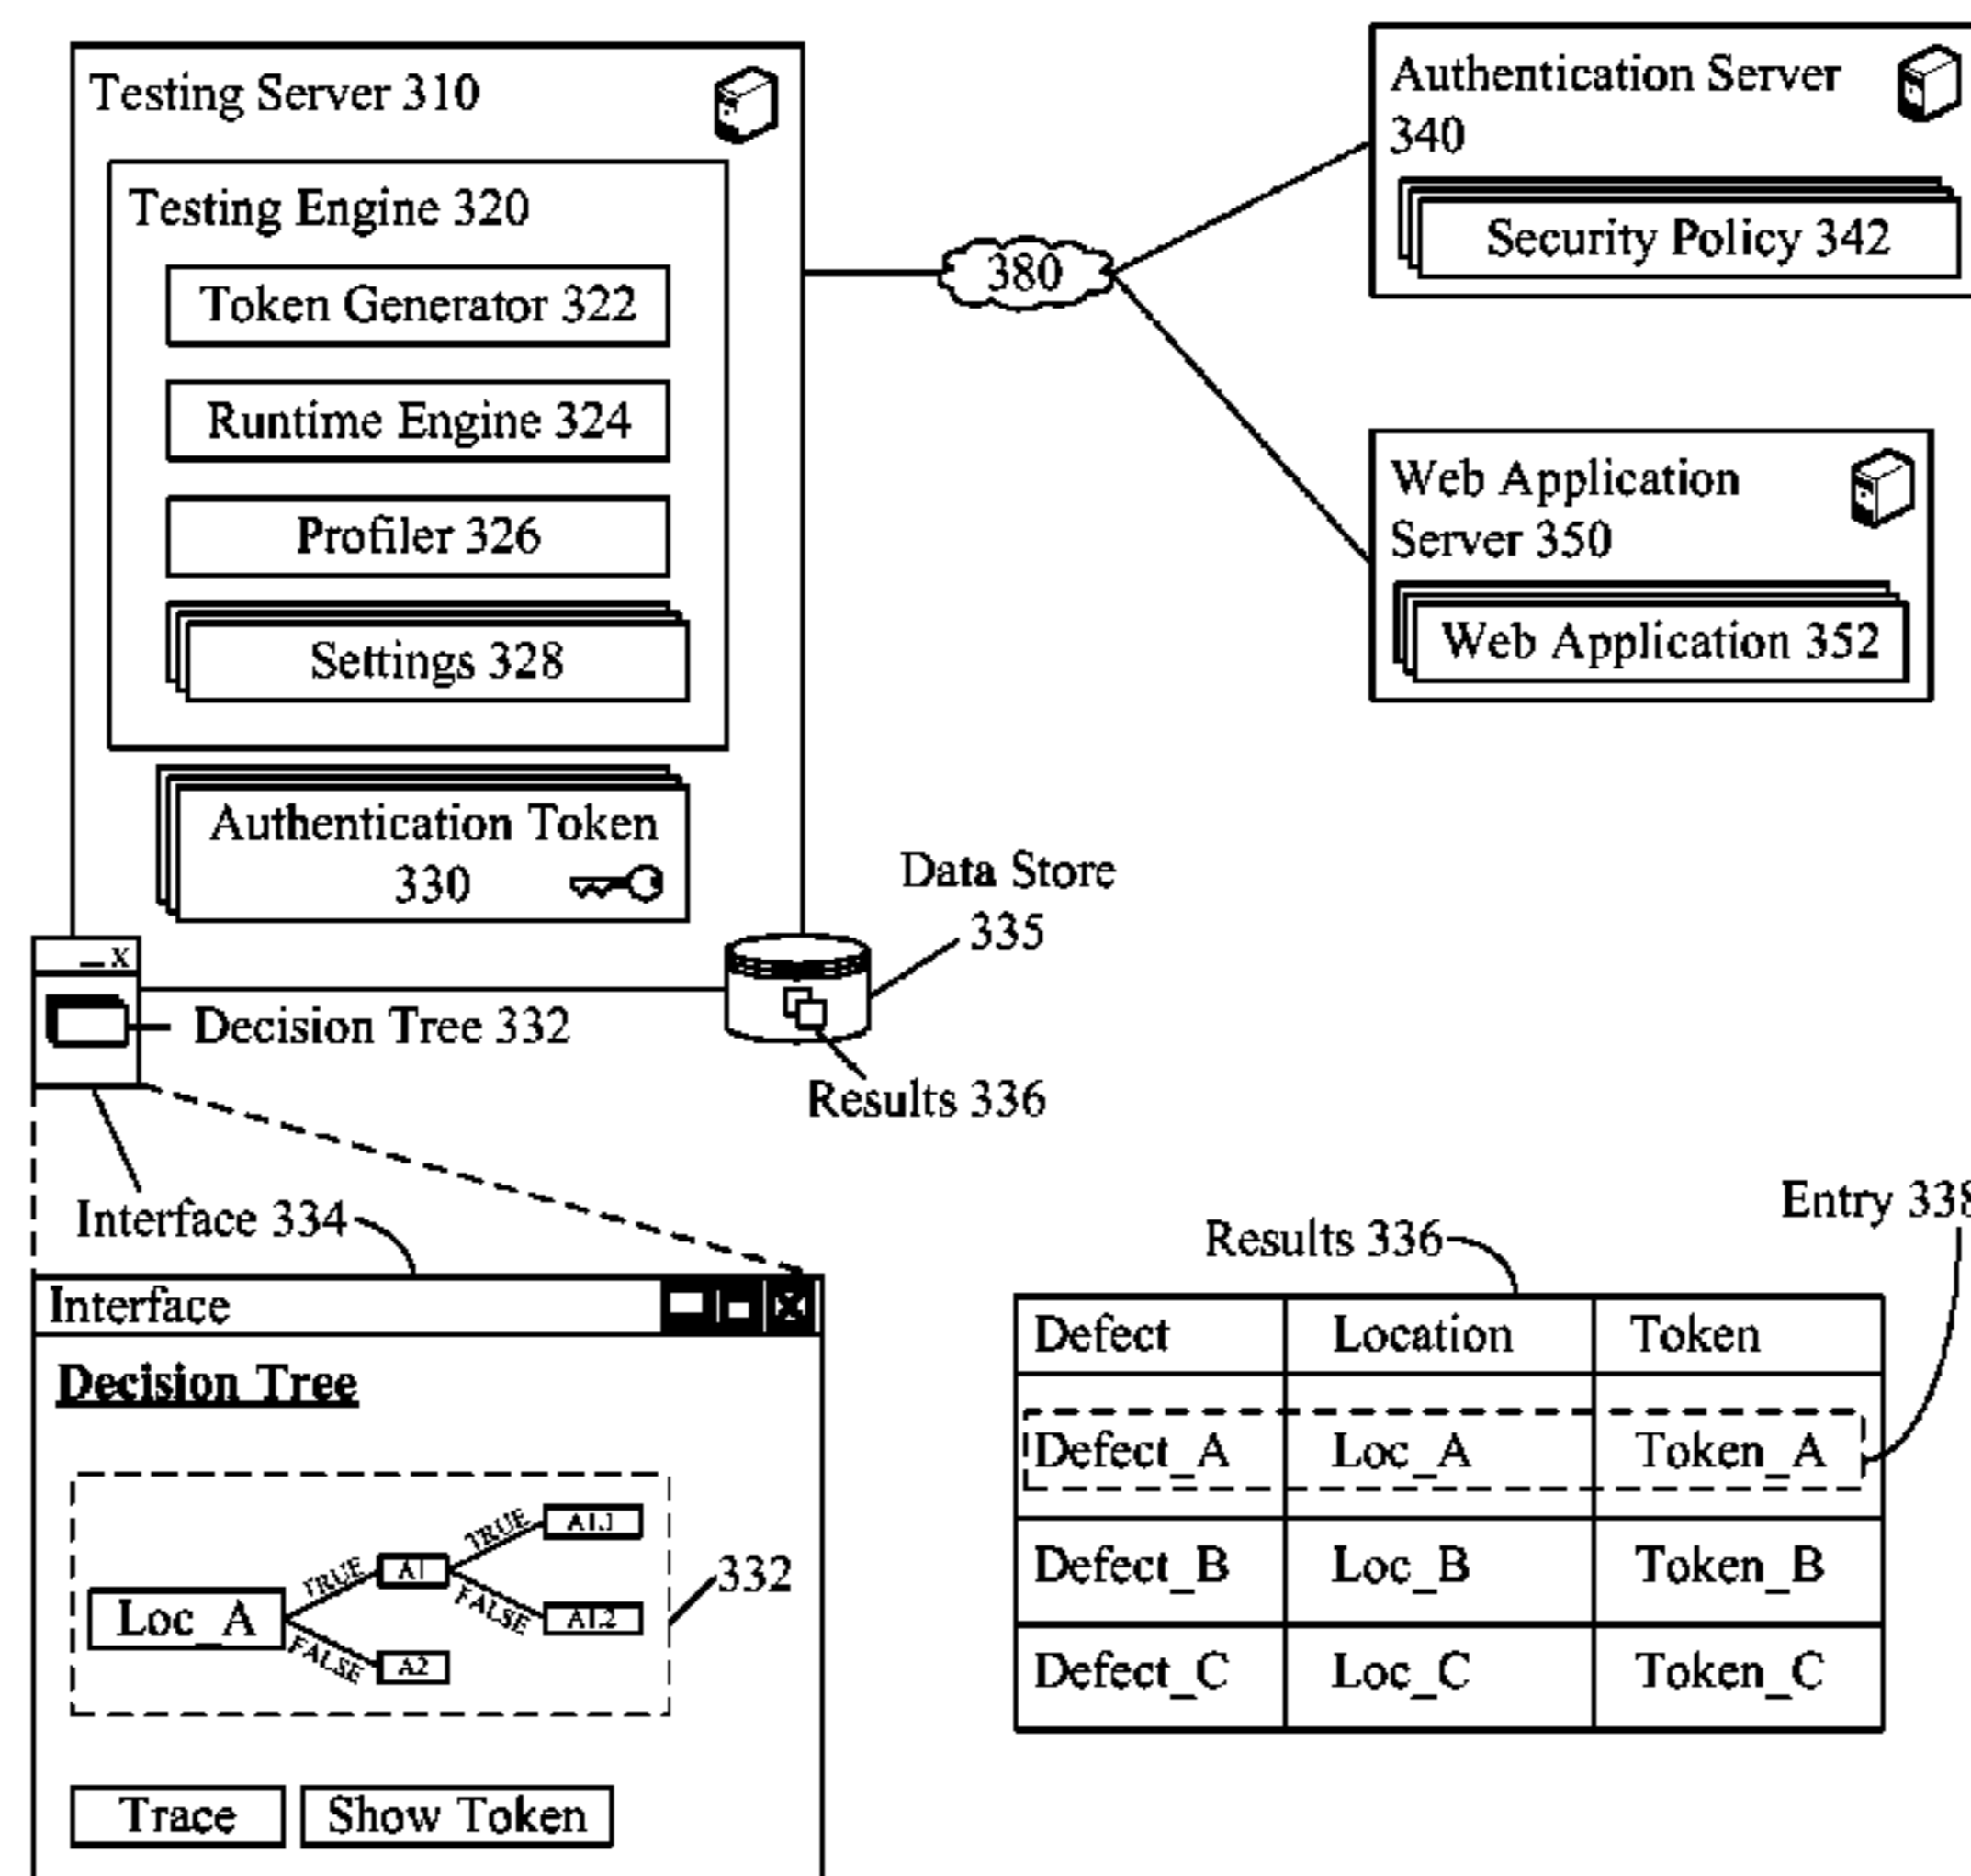 Testing Server 310
Testing Engine 320
Token Generator 322
Runtime Engine 324
Profiler 326
Settings 328
Authentication Token
330
380
Authentication Server
340
Security Policy 342
Web Application
Server 350
Web Application 352
Data Store
335
_ x
Decision Tree 332
Results 336
Interface 334
Interface
Decision Tree
Loc_A
TRUE
FALSE
A1
A2
TRUE
FALSE
A1.1
A1.2
332
Trace
Show Token
Results 336
Entry 338
Defect Location Token
Defect_A Loc_A Token_A
Defect_B Loc_B Token_B
Defect_C Loc_C Token_C